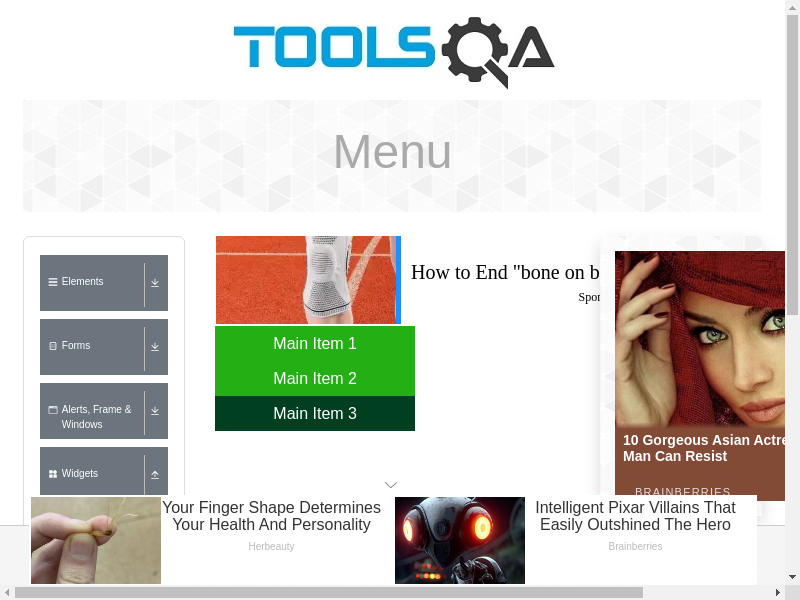 TOOLSQA
Menu
Elements
Forms
Alerts, Frame &
Windows
Widgets
How to End "bone on b
Spon
Main Item 1
Main Item 2
Main Item 3
10 Gorgeous Asian Actre
Man Can Resist
BRAINBERRIES
Your Finger Shape Determines
Your Health And Personality
Herbeauty
Intelligent Pixar Villains That
Easily Outshined The Hero
Brainberries